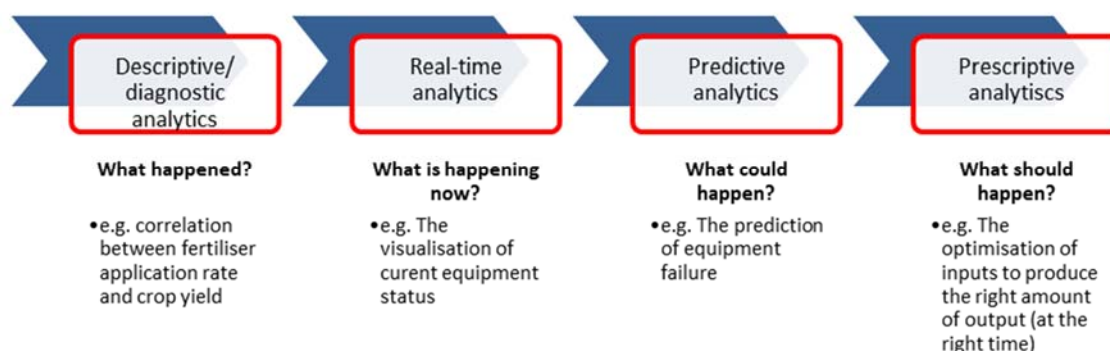 Descriptive/
diagnostic
analytics
What happened?
•e.g. correlation
between fertiliser
application rate
and crop yield
Real-time
analytics
What is happening
now?
•e.g. The
visualisation of
curent equipment
status
Predictive
analytics
What could
happen?
•e.g. The prediction
of equipment
failure
Prescriptive
analytiscs
What should
happen?
•e.g. The
optimisation of
inputs to produce
the right amount
of output (at the
right time)